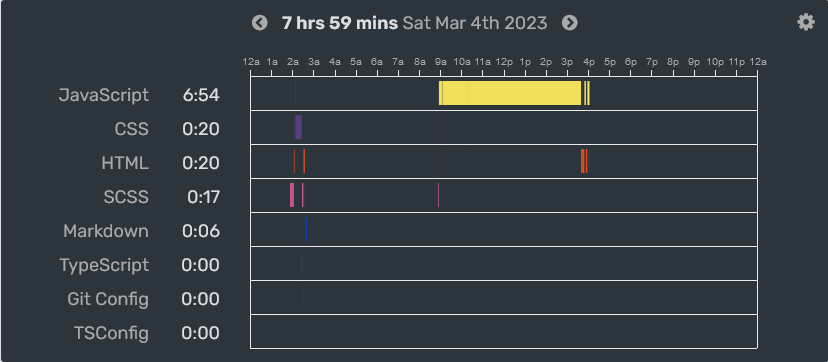 7 hrs 59 mins Sat Mar 4th 2023
12a 1a 2a 3a 4a 5a 6a 7a 8a 9a 10a 11a 12p 1p 2p 3p 4p 5p 6p 7p 8p 9p 10p 11p 12a
JavaScript 6:54
CSS 0:20
HTML 0:20
SCSS 0:17
Markdown 0:06
TypeScript 0:00
Git Config 0:00
TSConfig 0:00